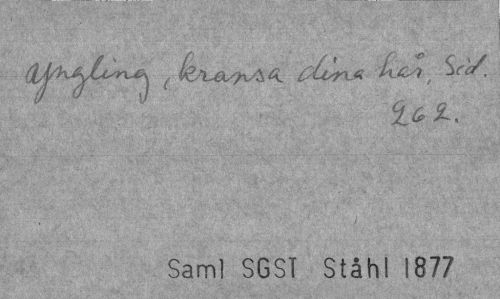 Yngling, kransa dina hår, Sid.
262.
Saml SGST Ståhl 1877